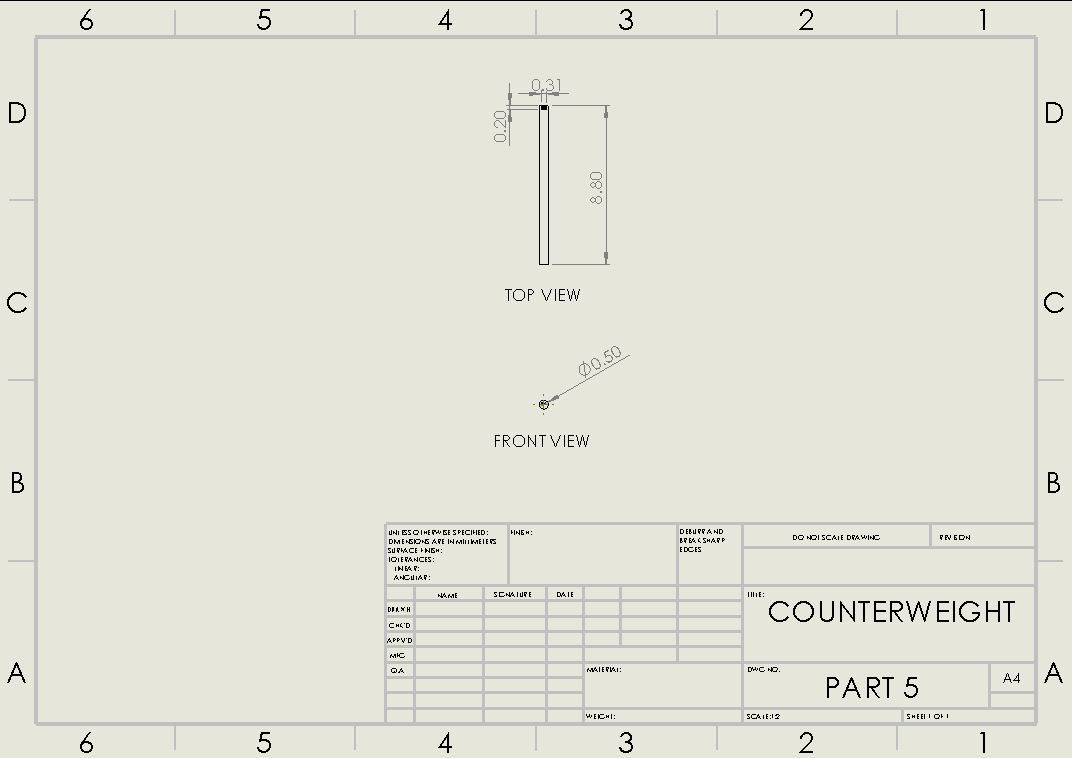 6 5 4 3 2 1
D D
0.31
0.20
8.80
TOP VIEW
C C
Ø0.50
FRONT VIEW
B B
UNLESS OTHERWISE SPECIFIED:
DIMENSIONS ARE IN MILLIMETERS
SURFACE FINISH:
TOLERANCES:
LINEAR:
ANGULAR:
FINISH:
DEBURR AND
BREAK SHARP
EDGES
DO NOT SCALE DRAWING
REVISION
NAME SIGNATURE DATE
DRAWN
CHK'D
APPV'D
MFG
Q.A
TITLE:
COUNTERWEIGHT
MATERIAL:
DWG NO.
PART 5
A4
WEIGHT:
SCALE:1:2
SHEET 1 OF 1
A A
6 5 4 3 2 1